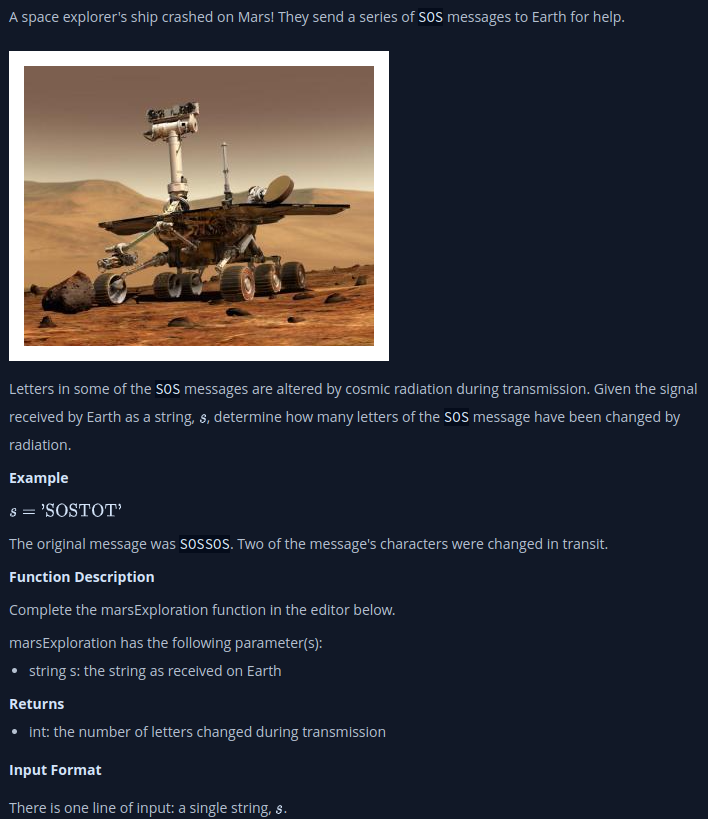 A space explorer's ship crashed on Mars! They send a series of SOS messages to Earth for help.
Letters in some of the SOS messages are altered by cosmic radiation during transmission. Given the signal
received by Earth as a string, s, determine how many letters of the SOS message have been changed by
radiation.
Example
s = 'SOSTOT'
The original message was SOSSOS. Two of the message's characters were changed in transit.
Function Description
Complete the marsExploration function in the editor below.
marsExploration has the following parameter(s):
• string s: the string as received on Earth
Returns
• int: the number of letters changed during transmission
Input Format
There is one line of input: a single string, s.